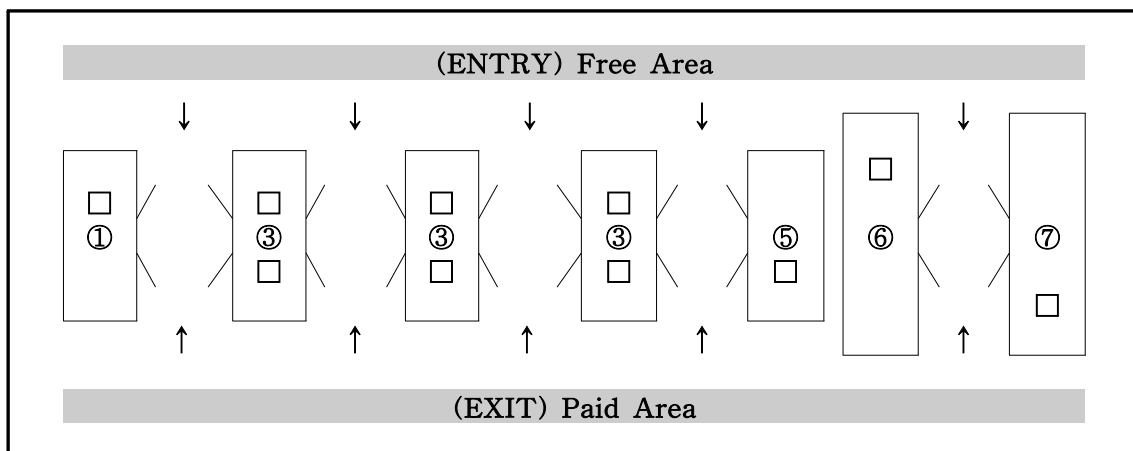 (ENTRY) Free Area
① ③ ③ ③ ⑤ ⑥ ⑦
(EXIT) Paid Area